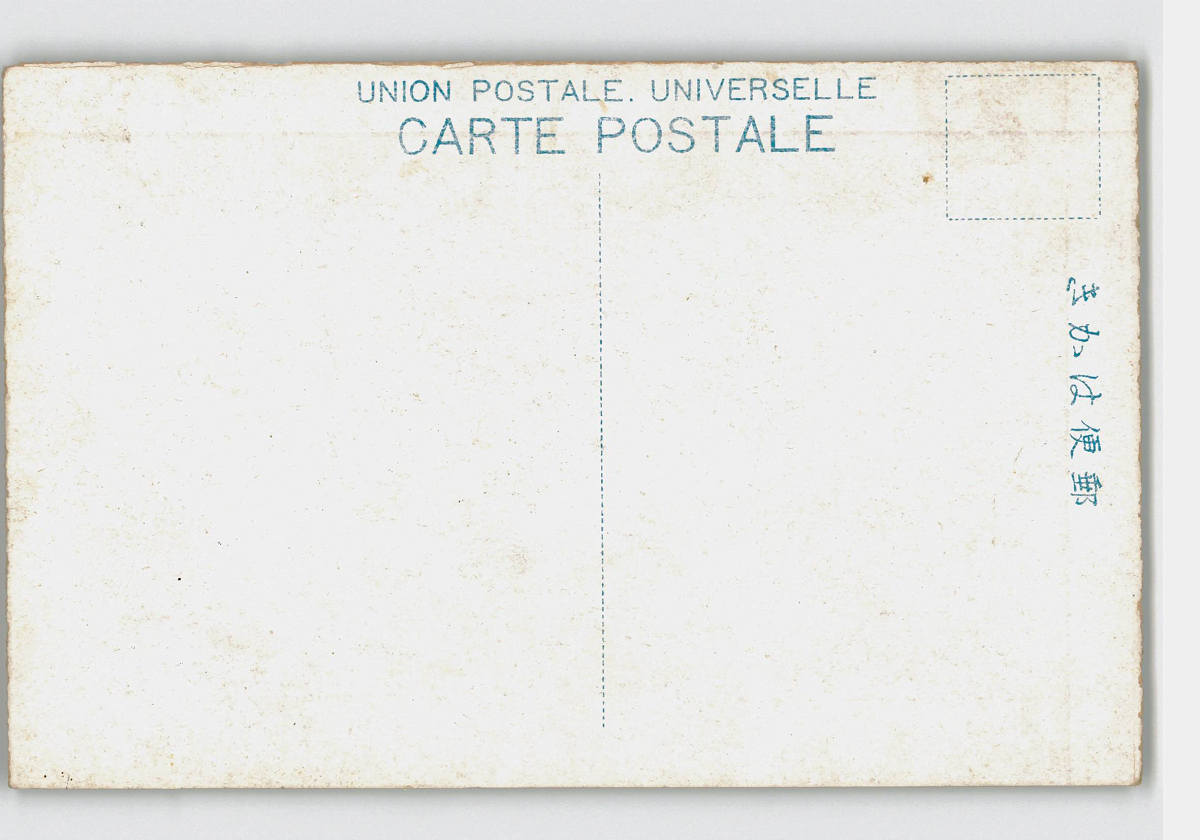 UNION POSTALE. UNIVERSELLE
CARTE POSTALE
郵便はかき